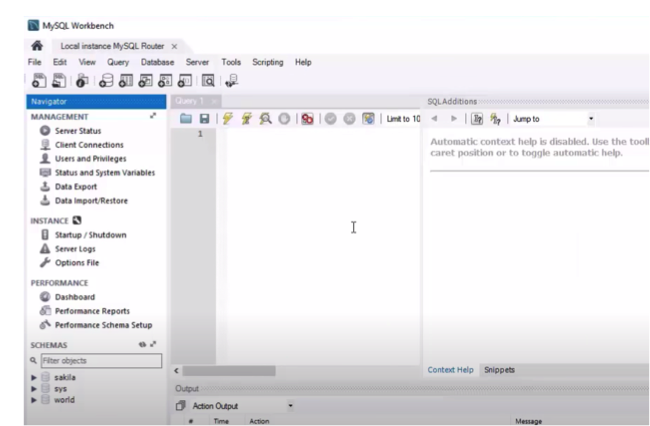 MySQL Workbench
Local instance MySQL Router ×
File Edit View Query Database Server Tools Scripting Help
Navigator
Query 1 ×
SQLAdditions
MANAGEMENT
Server Status
Client Connections
Users and Privileges
Status and System Variables
Data Export
Data Import/Restore
INSTANCE
Startup / Shutdown
Server Logs
Options File
PERFORMANCE
Dashboard
Performance Reports
Performance Schema Setup
SCHEMAS
Filter objects
sakila
sys
world
Limit to 10
1
Jump to
Automatic context help is disabled. Use the tool
caret position or to toggle automatic help.
Context Help Snippets
Output
Action Output
# Time Action Message